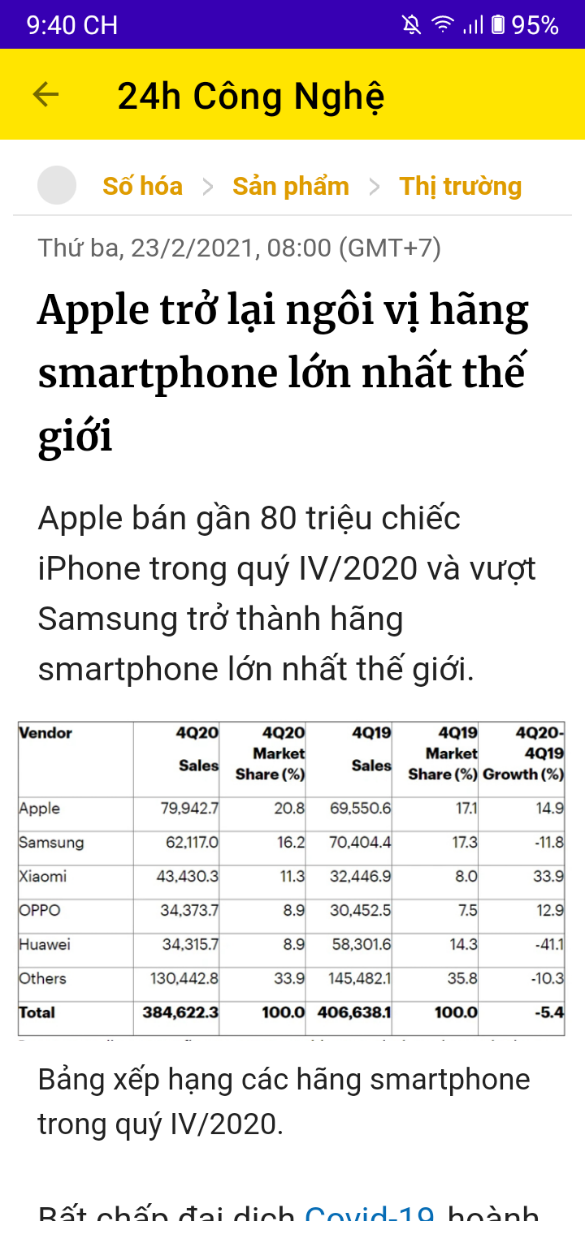 9:40 CH 95%
24h Công Nghệ
Số hóa > Sản phẩm > Thị trường
Thứ ba, 23/2/2021, 08:00 (GMT+7)
Apple trở lại ngôi vị hãng
smartphone lớn nhất thế
giới
Apple bán gần 80 triệu chiếc
iPhone trong quý IV/2020 và vượt
Samsung trở thành hãng
smartphone lớn nhất thế giới.
Vendor 4Q20 4Q20 4Q19 4Q19 4Q20-
Sales Market Sales Market 4Q19
Share (%) Share (%) Growth (%)
Apple 79,942.7 20.8 69,550.6 17.1 14.9
Samsung 62,117.0 16.2 70,404.4 17.3 -11.8
Xiaomi 43,430.3 11.3 32,446.9 8.0 33.9
OPPO 34,373.7 8.9 30,452.5 7.5 12.9
Huawei 34,315.7 8.9 58,301.6 14.3 -41.1
Others 130,442.8 33.9 145,482.1 35.8 -10.3
Total 384,622.3 100.0 406,638.1 100.0 -5.4
Bảng xếp hạng các hãng smartphone
trong quý IV/2020.
Bất chấp đại dịch Covid-19 hoành